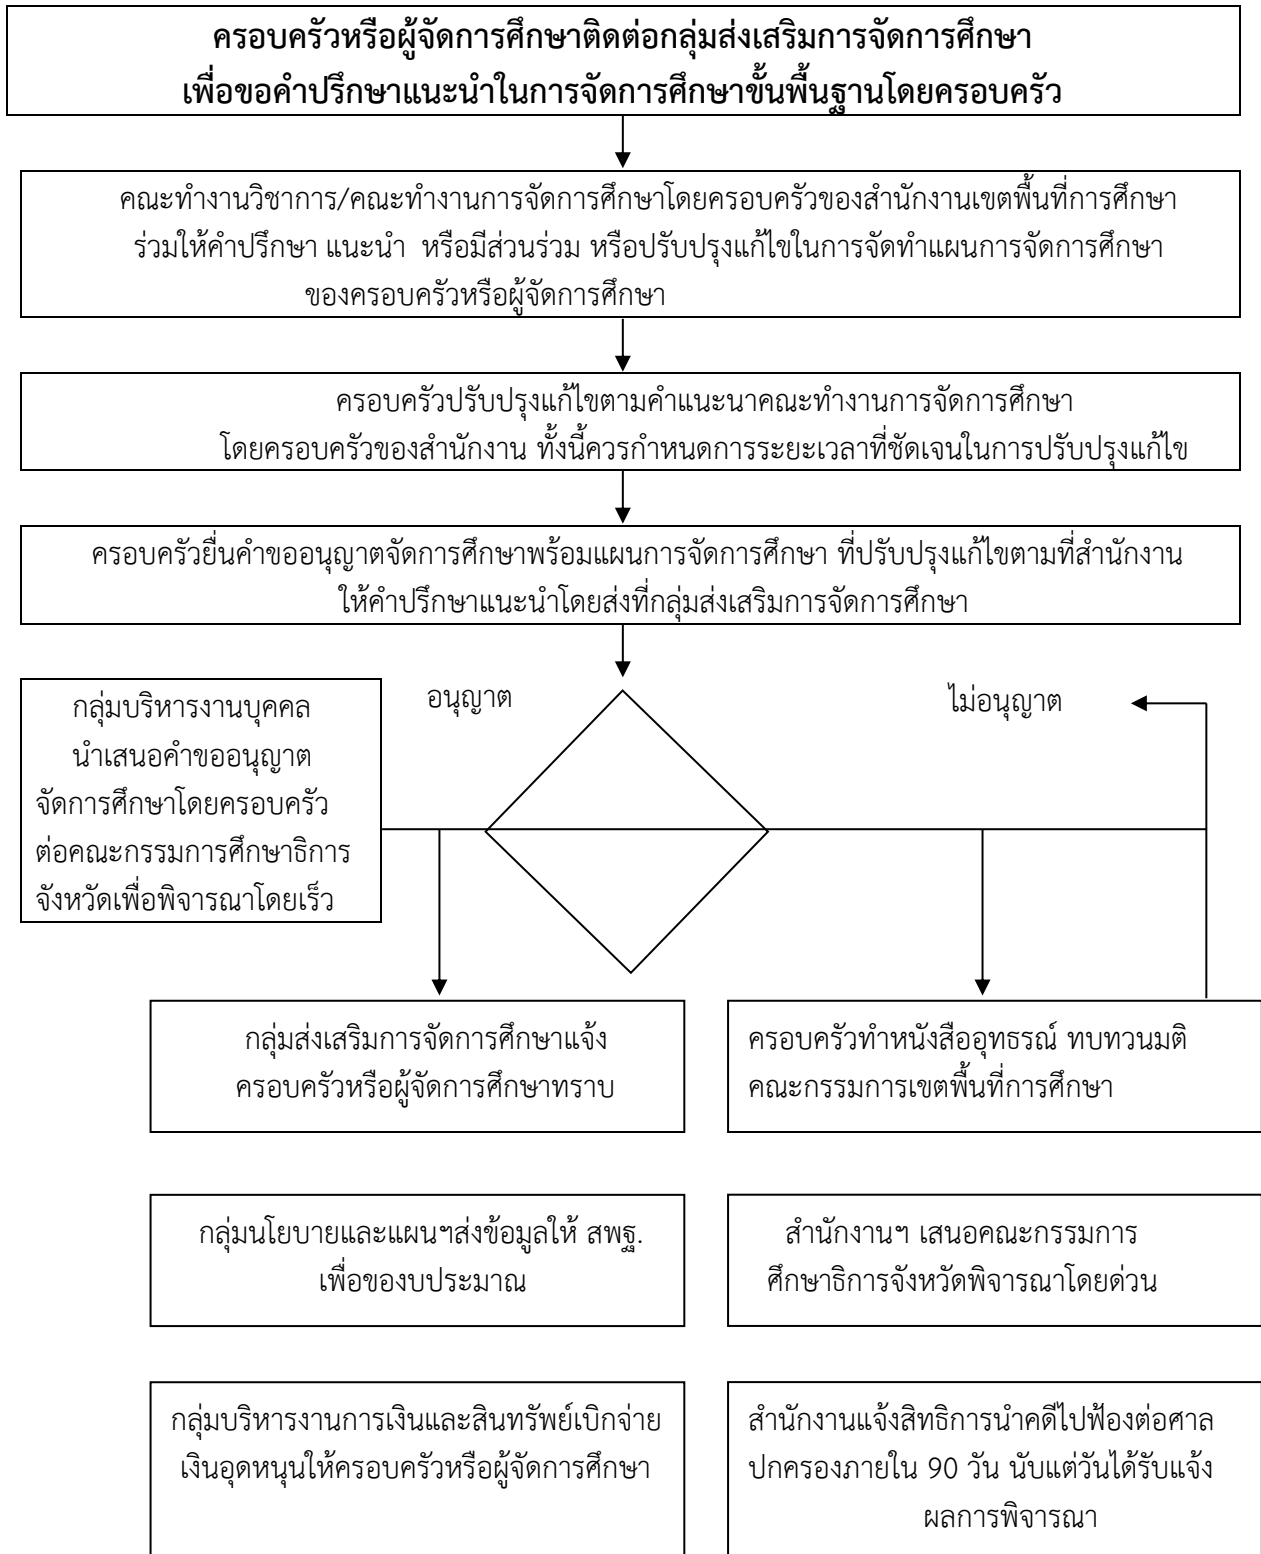 ครอบครัวหรือผู้จัดการศึกษาติดต่อกลุ่มส่งเสริมการจัดการศึกษา
เพื่อขอคำปรึกษาแนะนำในการจัดการศึกษาขั้นพื้นฐานโดยครอบครัว
คณะทำงานวิชาการ/คณะทำงานการจัดการศึกษาโดยครอบครัวของสำนักงานเขตพื้นที่การศึกษา
ร่วมให้คำปรึกษา แนะนำ หรือมีส่วนร่วม หรือปรับปรุงแก้ไขในการจัดทำแผนการจัดการศึกษา
ของครอบครัวหรือผู้จัดการศึกษา
ครอบครัวปรับปรุงแก้ไขตามคำแนะนาคณะทำงานการจัดการศึกษา
โดยครอบครัวของสำนักงาน ทั้งนี้ควรกำหนดการระยะเวลาที่ชัดเจนในการปรับปรุงแก้ไข
ครอบครัวยื่นคำขออนุญาตจัดการศึกษาพร้อมแผนการจัดการศึกษา ที่ปรับปรุงแก้ไขตามที่สำนักงาน
ให้คำปรึกษาแนะนำโดยส่งที่กลุ่มส่งเสริมการจัดการศึกษา
กลุ่มบริหารงานบุคคล
นำเสนอคำขออนุญาต
จัดการศึกษาโดยครอบครัว
ต่อคณะกรรมการศึกษาธิการ
จังหวัดเพื่อพิจารณาโดยเร็ว
อนุญาต
ไม่อนุญาต
กลุ่มส่งเสริมการจัดการศึกษาแจ้ง
ครอบครัวหรือผู้จัดการศึกษาทราบ
ครอบครัวทำหนังสืออุทธรณ์ ทบทวนมติ
คณะกรรมการเขตพื้นที่การศึกษา
กลุ่มนโยบายและแผนฯส่งข้อมูลให้ สพฐ.
เพื่อของบประมาณ
สำนักงานฯ เสนอคณะกรรมการ
ศึกษาธิการจังหวัดพิจารณาโดยด่วน
กลุ่มบริหารงานการเงินและสินทรัพย์เบิกจ่าย
เงินอุดหนุนให้ครอบครัวหรือผู้จัดการศึกษา
สำนักงานแจ้งสิทธิการนำคดีไปฟ้องต่อศาล
ปกครองภายใน 90 วัน นับแต่วันได้รับแจ้ง
ผลการพิจารณา